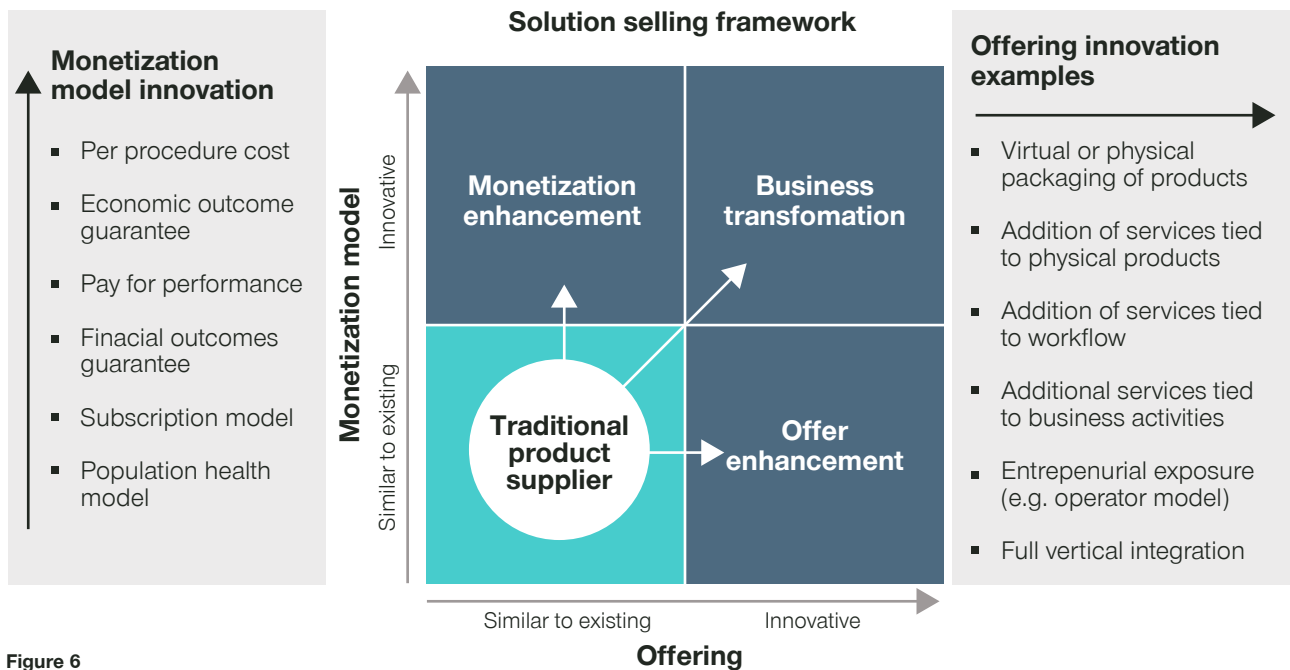 Solution selling framework
Monetization
model innovation
▪ Per procedure cost
▪ Economic outcome
guarantee
▪ Pay for performance
▪ Finacial outcomes
guarantee
▪ Subscription model
▪ Population health
model
Monetization model
Innovative
Similar to existing
Monetization
enhancement
Business
transfomation
Traditional
product
supplier
Offer
enhancement
Similar to existing
Innovative
Offering
Offering innovation
examples
▪ Virtual or physical
packaging of products
▪ Addition of services tied
to physical products
▪ Addition of services tied
to workflow
▪ Additional services tied
to business activities
▪ Entrepenurial exposure
(e.g. operator model)
▪ Full vertical integration
Figure 6